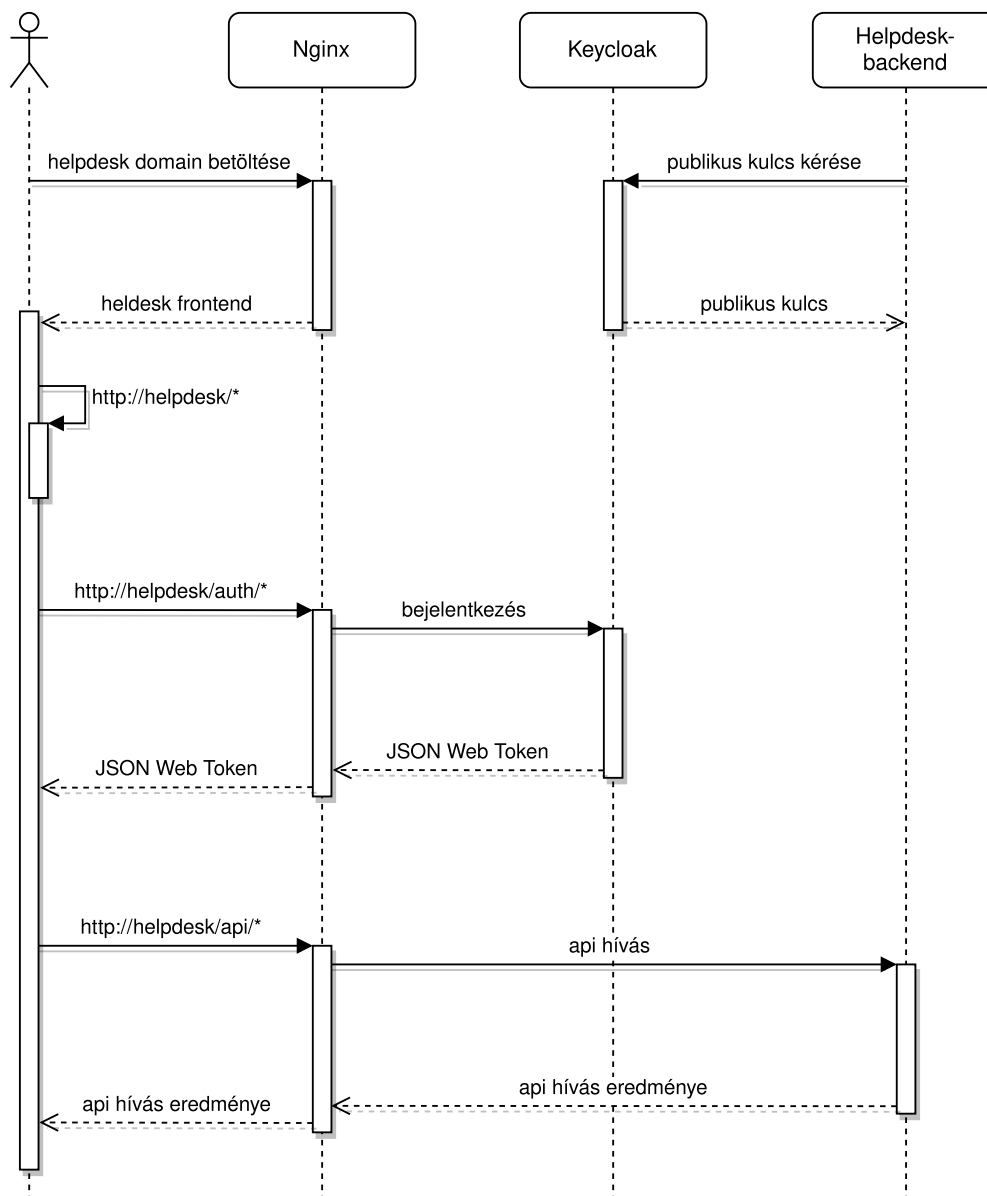 Nginx
Keycloak
Helpdesk-
backend
helpdesk domain betöltése
publikus kulcs kérése
heldesk frontend
publikus kulcs
http://helpdesk/*
http://helpdesk/auth/*
bejelentkezés
JSON Web Token
JSON Web Token
http://helpdesk/api/*
api hívás
api hívás eredménye
api hívás eredménye